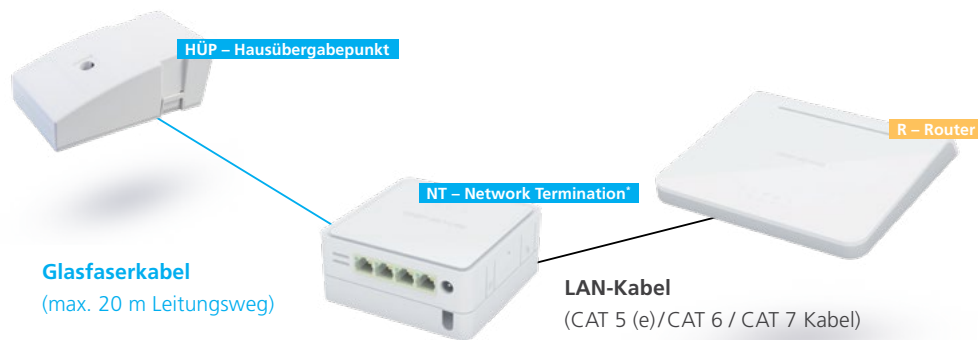 HÜP – Hausübergabepunkt
R – Router
NT – Network Termination*
Glasfaserkabel
(max. 20 m Leitungsweg)
LAN-Kabel
(CAT 5 (e)/CAT 6 / CAT 7 Kabel)